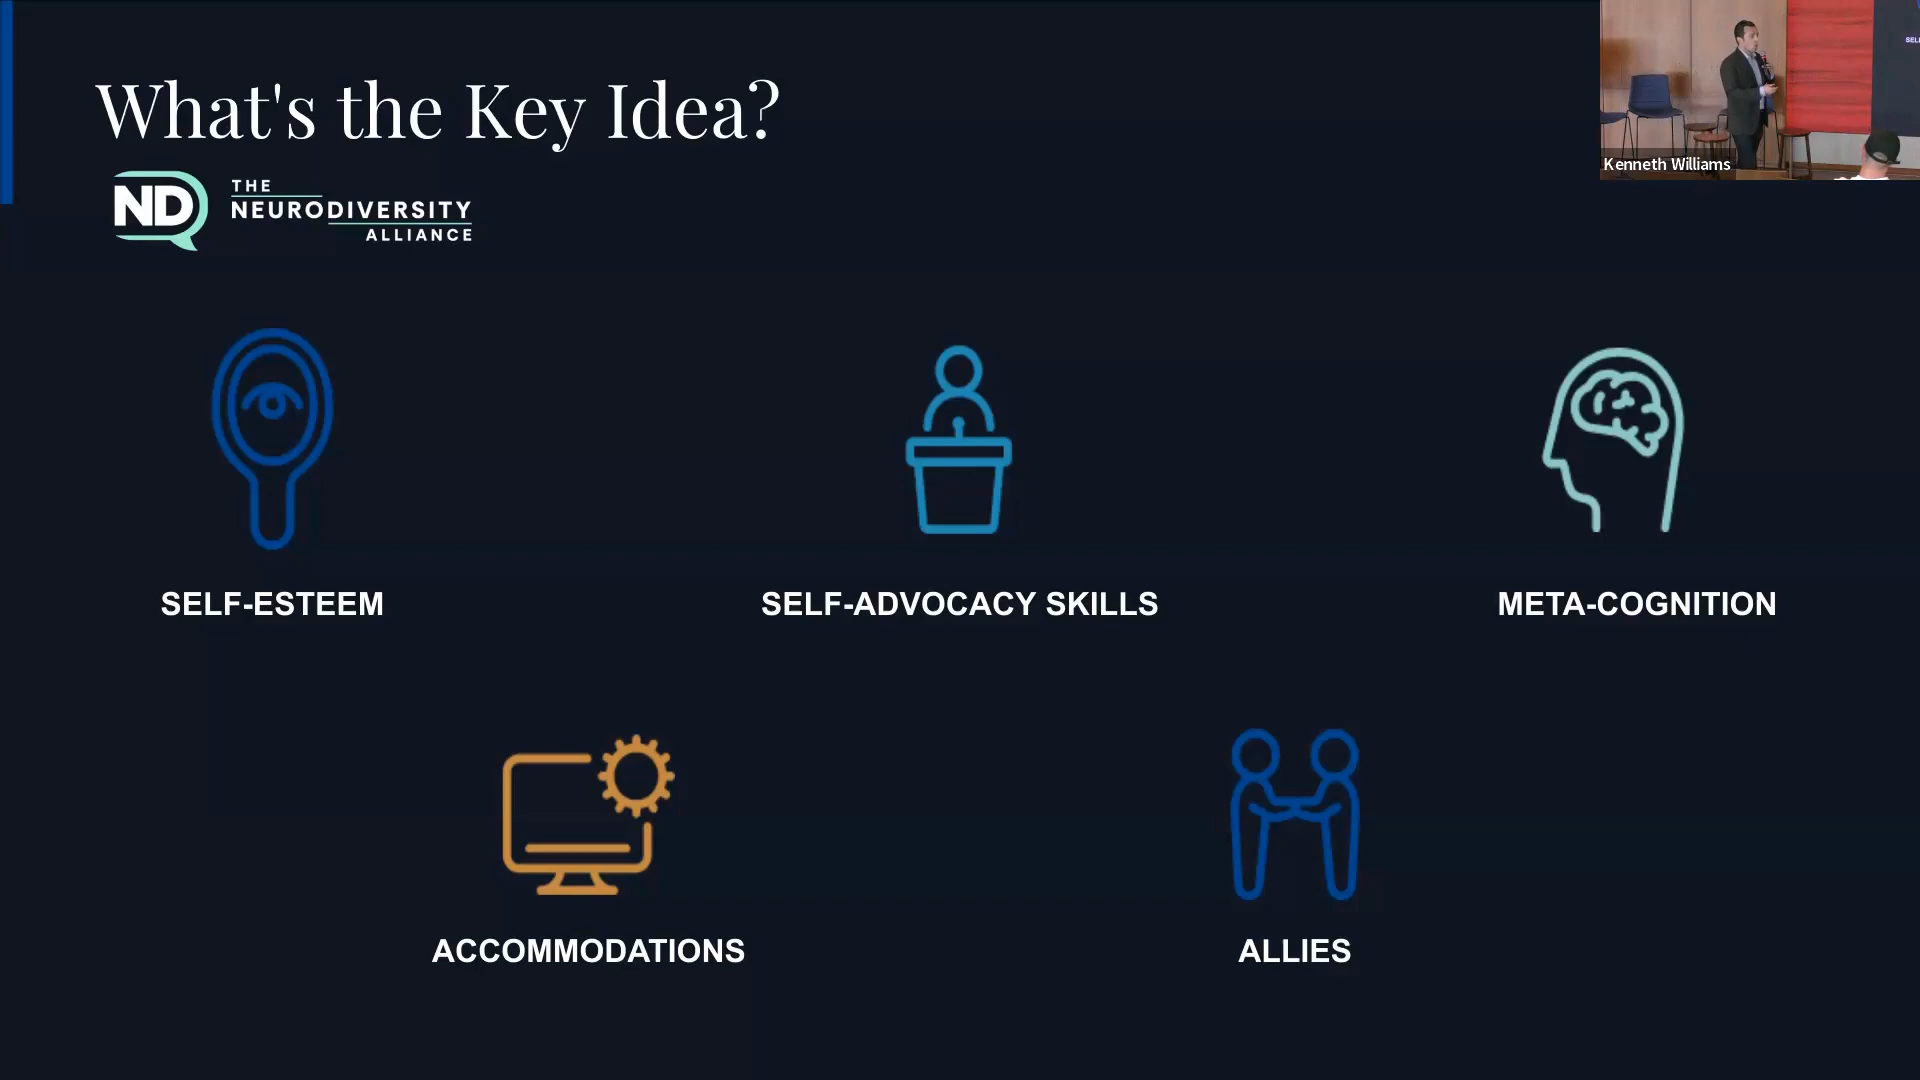 What's the Key Idea?
ND
THE
NEURODIVERSITY
ALLIANCE
Kenneth Williams
SELF-ESTEEM
SELF-ADVOCACY SKILLS
META-COGNITION
ACCOMMODATIONS
ALLIES